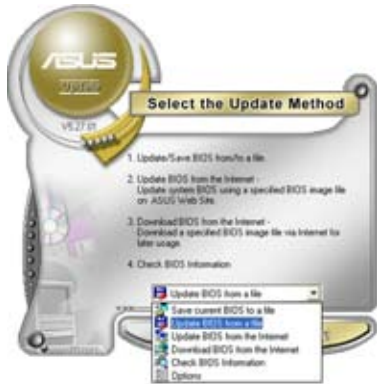 ASUS
Update
Select the Update Method
1. Update/Save BIOS from/to a file.
2. Update BIOS from the Internet -
Update system BIOS using a specified BIOS image file
on ASUS Web Site.
3. Download BIOS from the Internet -
Download a specified BIOS image file via Internet for
later usage.
4. Check BIOS Information
Update BIOS from a file
Save current BIOS to a file
Update BIOS from a file
Update BIOS from the Internet
Download BIOS from the Internet
Check BIOS Information
Options